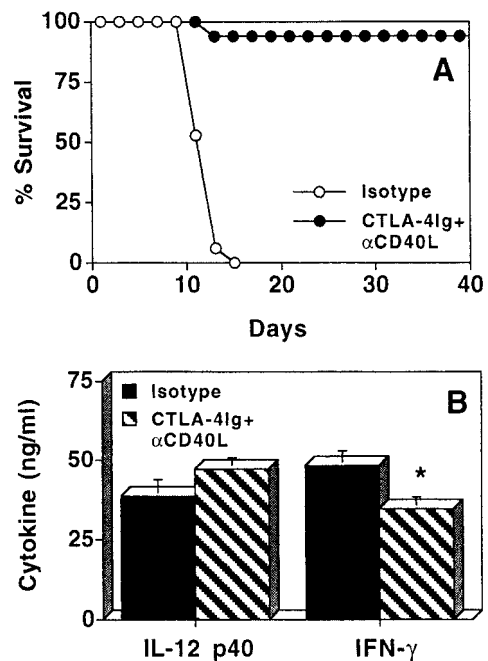 100
75
50
25
0
% Survival
A
Isotype
CTLA-4Ig+
αCD40L
0 10 20 30 40
Days
75
50
25
0
Cytokine (ng/ml)
Isotype
CTLA-4Ig+
αCD40L
B
*
IL-12 p40 IFN-γ